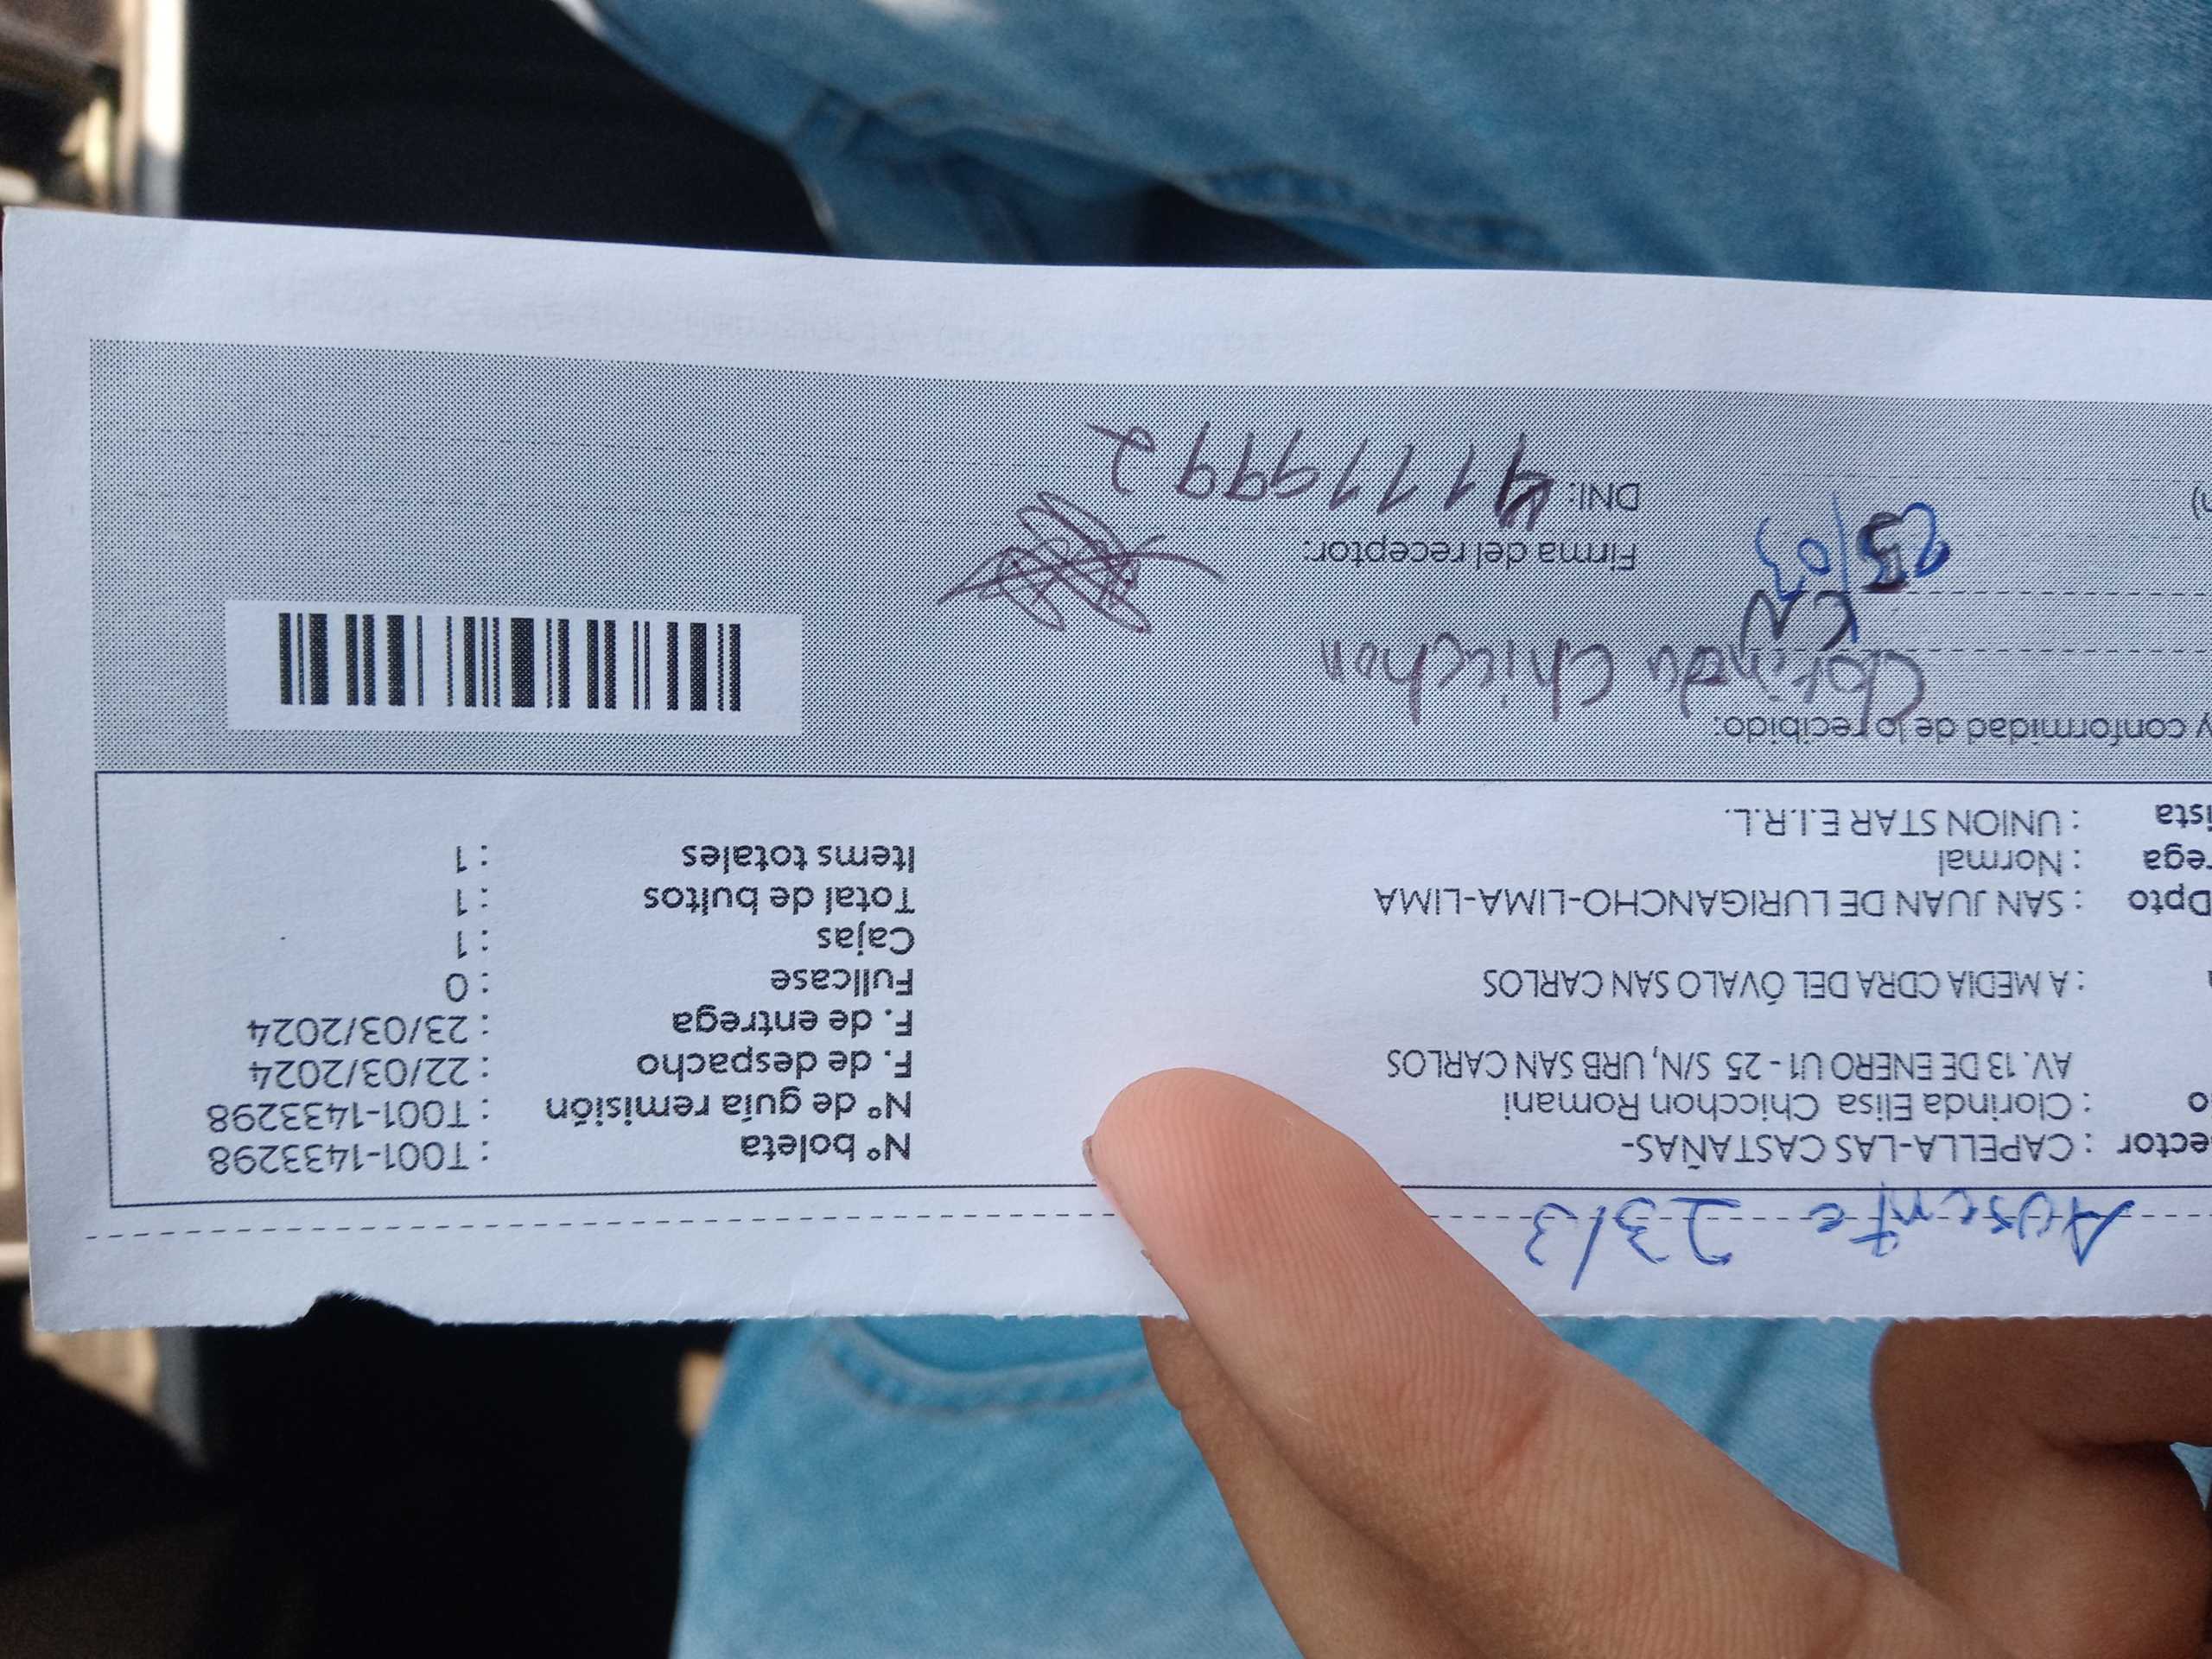 Ausente 23/3
ector : CAPELLA-LAS CASTAÑAS-
o : Clorinda Elisa Chicchon Romani
AV. 13 DE ENERO U1 - 25 S/N, URB SAN CARLOS
: A MEDIA CDRA DEL ÓVALO SAN CARLOS
Dpto : SAN JUAN DE LURIGANCHO-LIMA-LIMA
rega : Normal
ista : UNION STAR E.I.R.L.
N° boleta : T001-1433298
N° de guía remisión : T001-1433298
F. de despacho : 22/03/2024
F. de entrega : 23/03/2024
Fullcase : 0
Cajas : 1
Total de bultos : 1
Items totales : 1
y conformidad de lo recibido:
Clorinda Chicchon
25/03
Firma del receptor:
DNI: 41119992